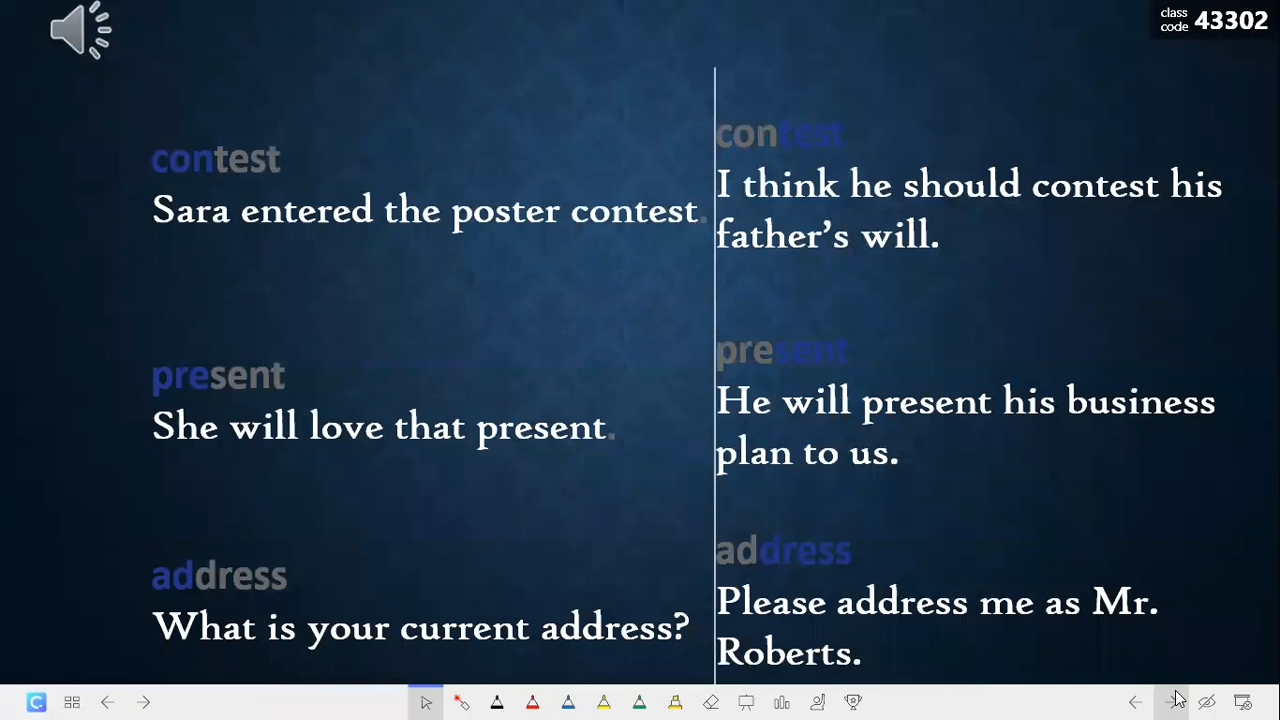 class
code 43302
contest
Sara entered the poster contest.
present
She will love that present.
address
What is your current address?
contest
I think he should contest his
father’s will.
present
He will present his business
plan to us.
address
Please address me as Mr.
Roberts.